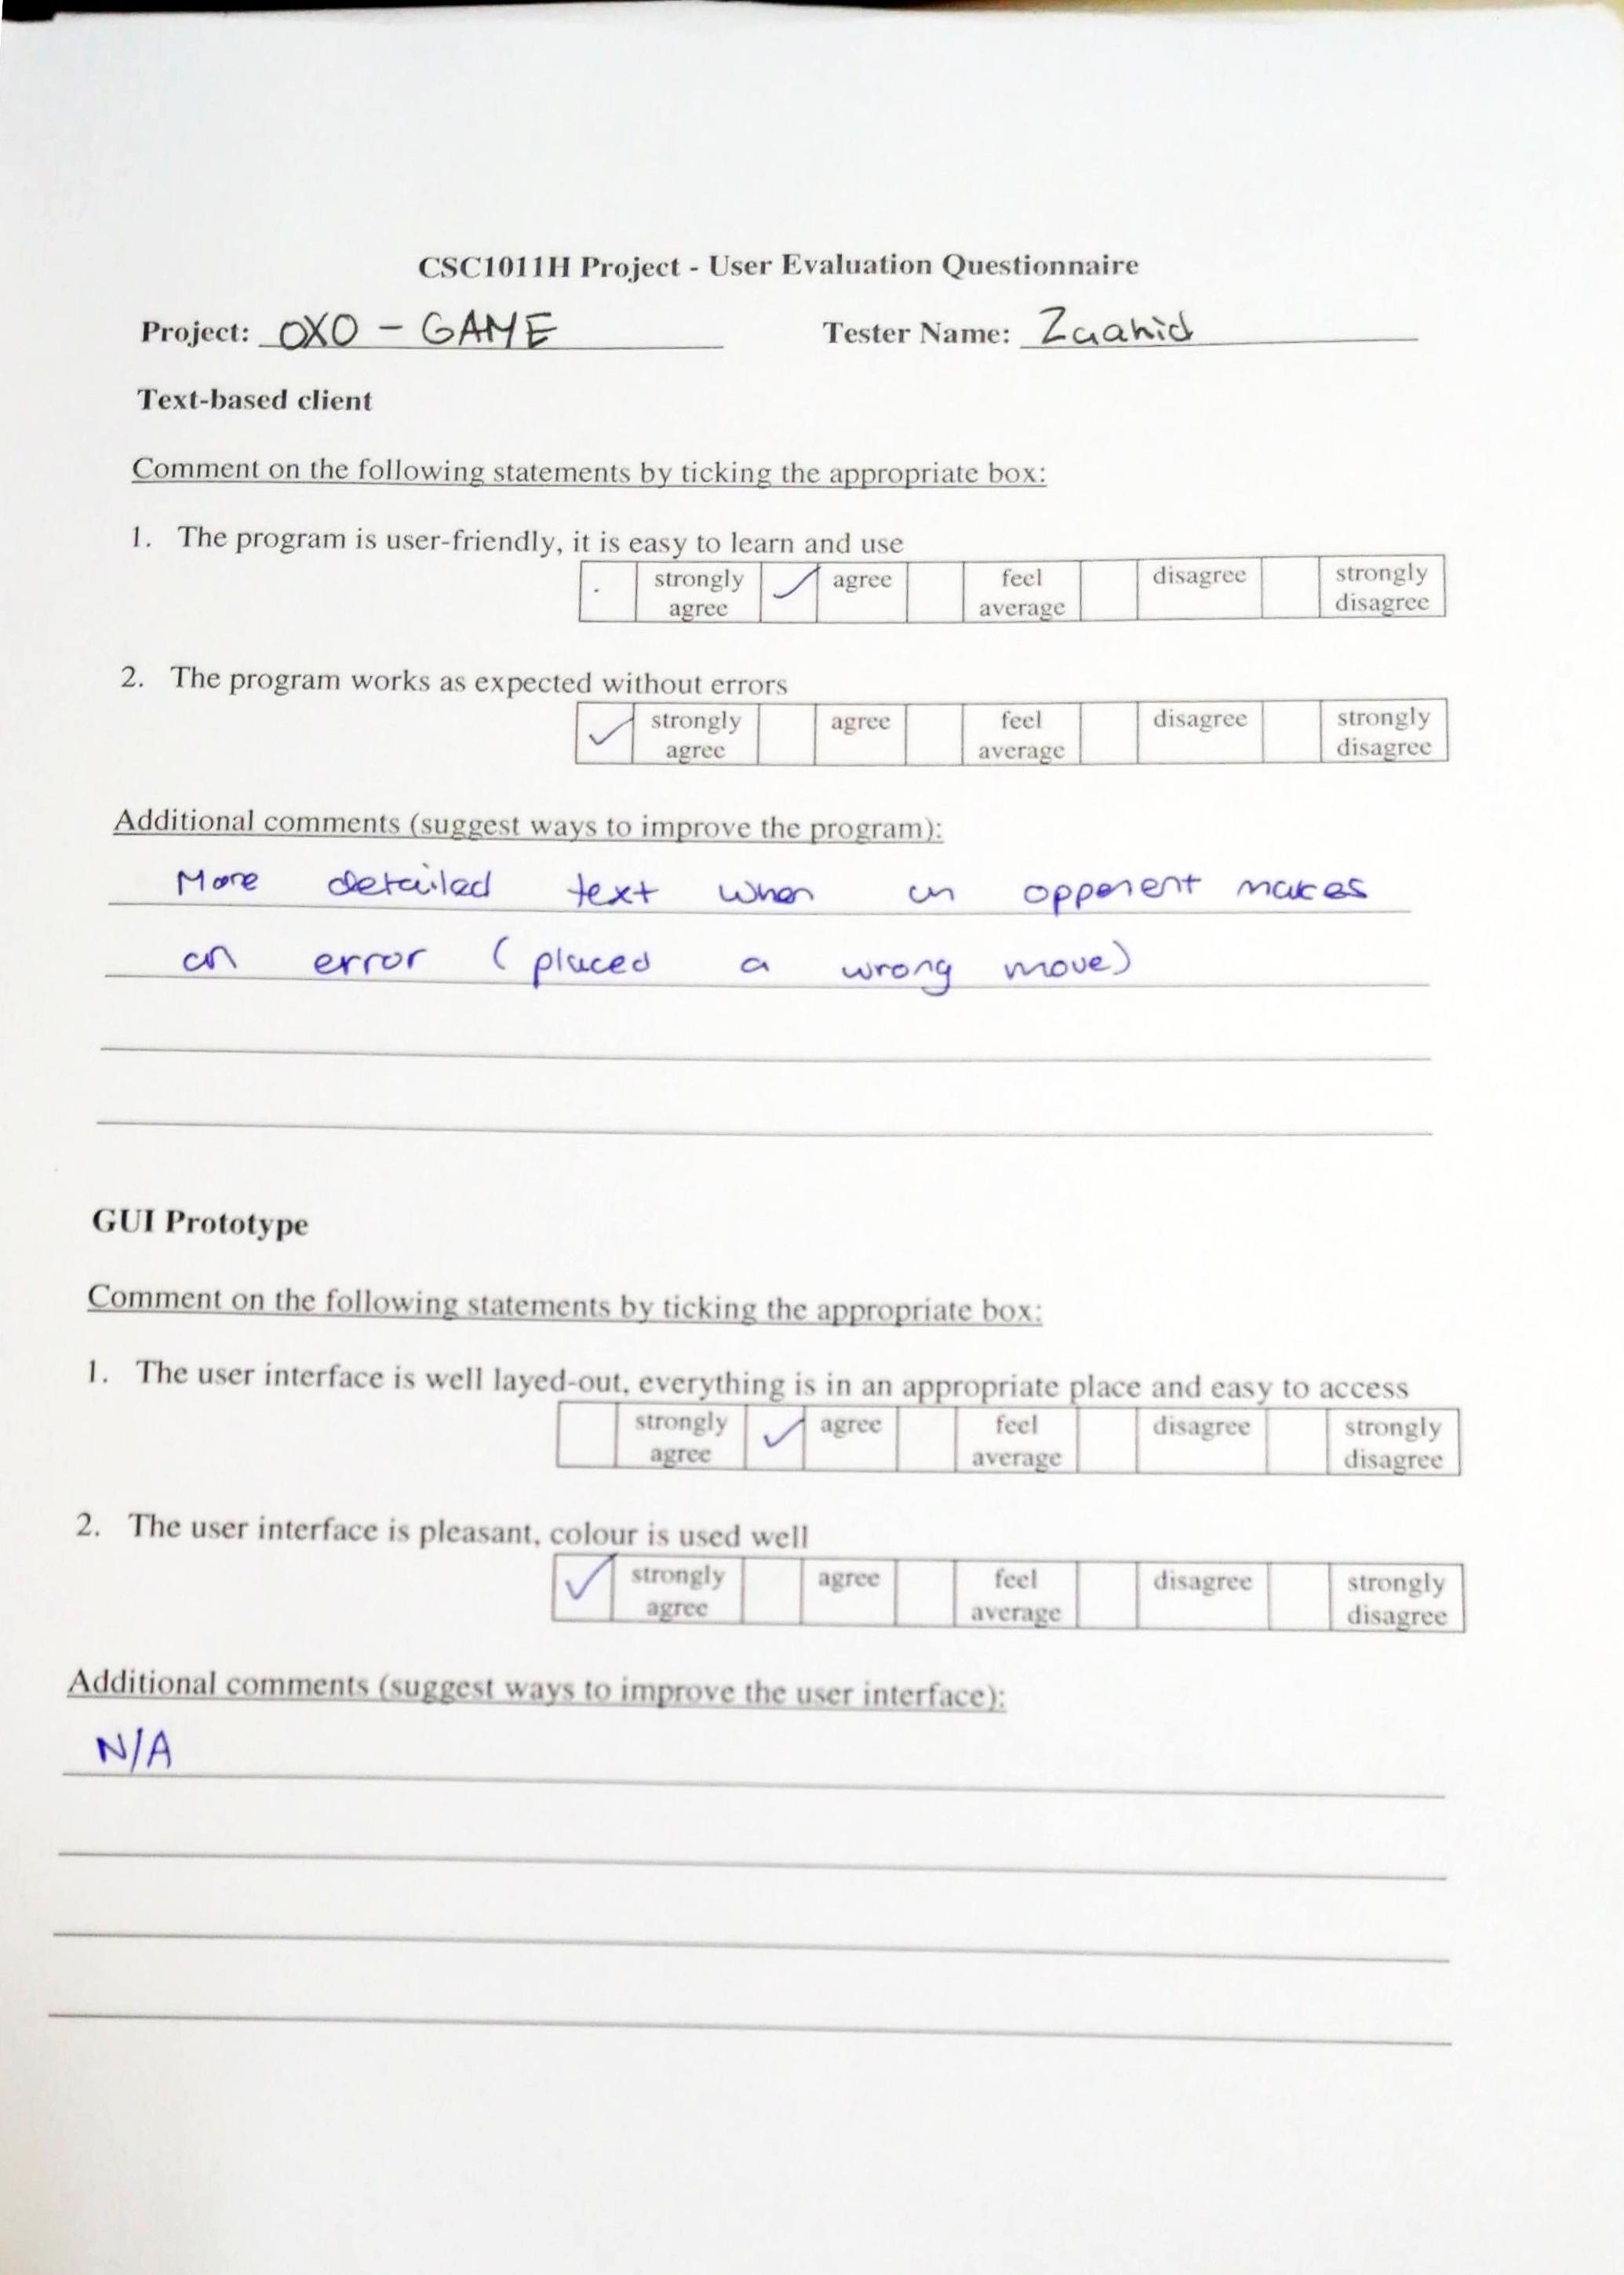 CSC1011H Project - User Evaluation Questionnaire
Project: OXO - GAME Tester Name: Zaahid
Text-based client
Comment on the following statements by ticking the appropriate box:
1. The program is user-friendly, it is easy to learn and use
strongly agree ✓ agree feel average disagree strongly disagree
2. The program works as expected without errors
✓ strongly agree agree feel average disagree strongly disagree
Additional comments (suggest ways to improve the program):
More detailed text when an opponent makes
an error (placed a wrong move)
GUI Prototype
Comment on the following statements by ticking the appropriate box:
1. The user interface is well layed-out, everything is in an appropriate place and easy to access
strongly agree ✓ agree feel average disagree strongly disagree
2. The user interface is pleasant, colour is used well
✓ strongly agree agree feel average disagree strongly disagree
Additional comments (suggest ways to improve the user interface):
N/A